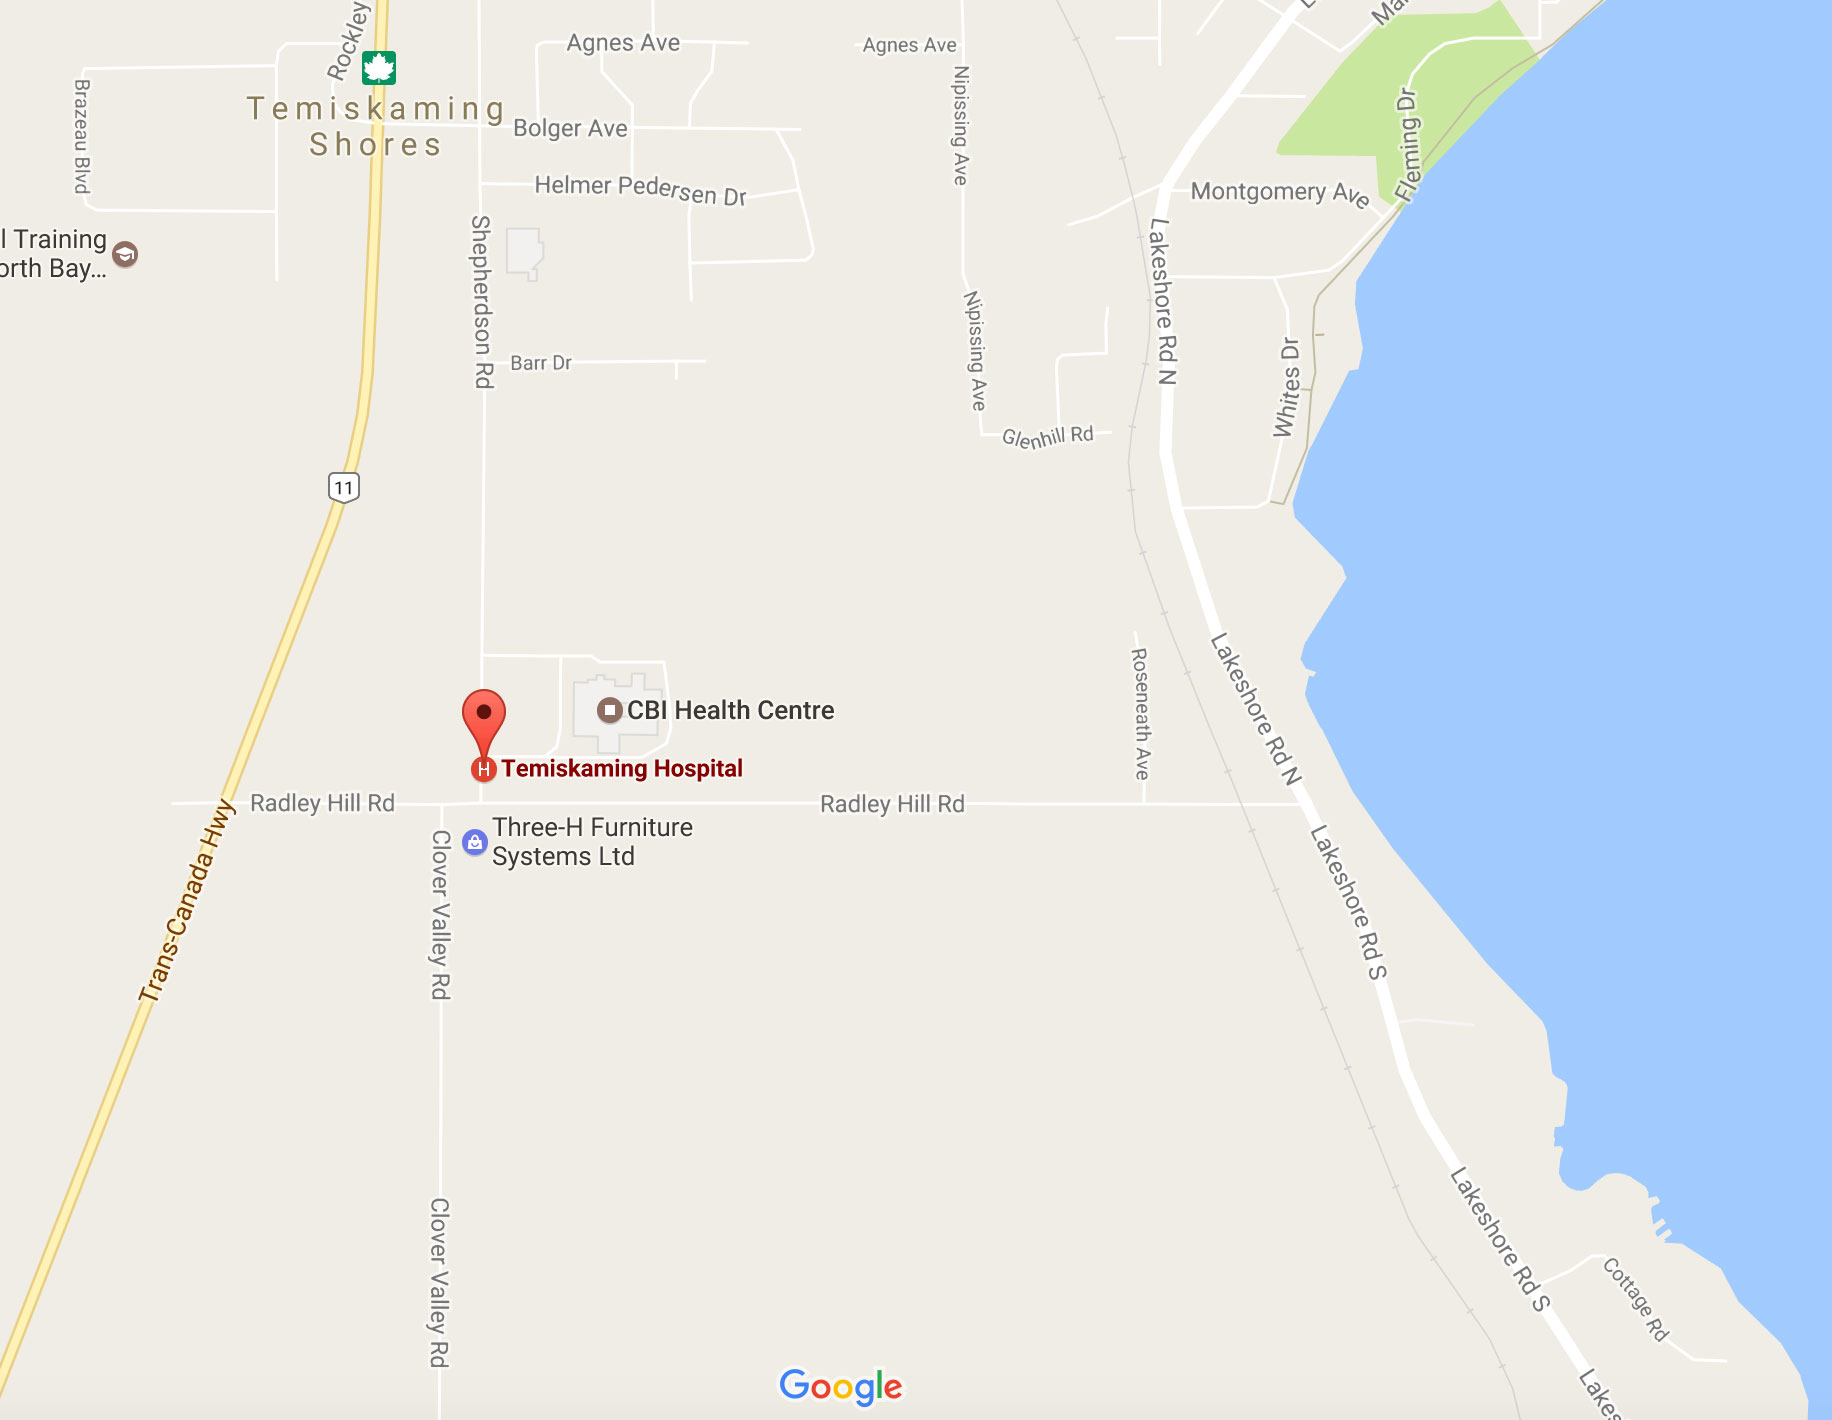 Rockley
Agnes Ave
Agnes Ave
Brazeau Blvd
Temiskaming
Shores
Bolger Ave
Nipissing Ave
Fleming Dr
Helmer Pedersen Dr
Montgomery Ave
l Training
orth Bay...
Shepherdson Rd
Lakeshore Rd N
Nipissing Ave
Barr Dr
Whites Dr
Glenhill Rd
11
CBI Health Centre
Roseneath Ave
Lakeshore Rd N
H
Temiskaming Hospital
Radley Hill Rd
Radley Hill Rd
Three-H Furniture
Systems Ltd
Trans-Canada Hwy
Clover Valley Rd
Lakeshore Rd S
Clover Valley Rd
Lakeshore Rd S
Cottage Rd
Google
Lakes